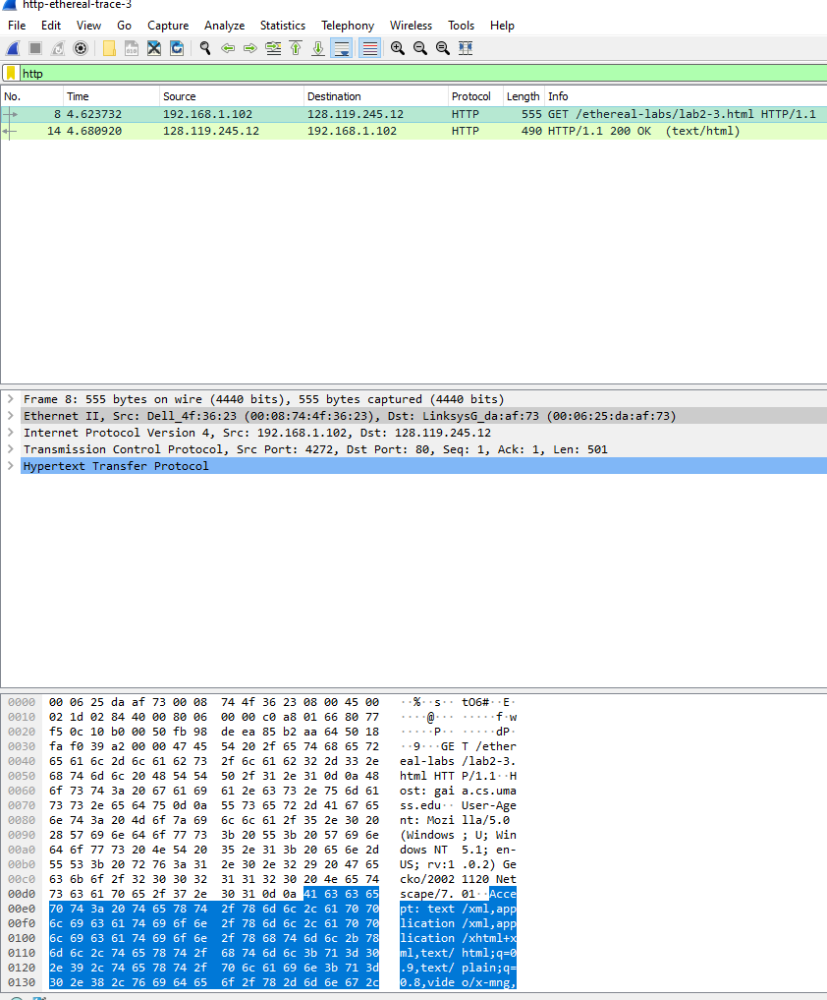 http-ethereal-trace-3
File Edit View Go Capture Analyze Statistics Telephony Wireless Tools Help
http
No. Time Source Destination Protocol Length Info
8 4.623732 192.168.1.102 128.119.245.12 HTTP 555 GET /ethereal-labs/lab2-3.html HTTP/1.1
14 4.680920 128.119.245.12 192.168.1.102 HTTP 490 HTTP/1.1 200 OK (text/html)
Frame 8: 555 bytes on wire (4440 bits), 555 bytes captured (4440 bits)
Ethernet II, Src: Dell_4f:36:23 (00:08:74:4f:36:23), Dst: LinksysG_da:af:73 (00:06:25:da:af:73)
Internet Protocol Version 4, Src: 192.168.1.102, Dst: 128.119.245.12
Transmission Control Protocol, Src Port: 4272, Dst Port: 80, Seq: 1, Ack: 1, Len: 501
Hypertext Transfer Protocol
0000 00 06 25 da af 73 00 08 74 4f 36 23 08 00 45 00 ··%··s·· tO6#··E·
0010 02 1d 02 84 40 00 80 06 00 00 c0 a8 01 66 80 77 ····@··· ·····f·w
0020 f5 0c 10 b0 00 50 fb 98 de ea 85 b2 aa 64 50 18 ·····P·· ·····dP·
0030 fa f0 39 a2 00 00 47 45 54 20 2f 65 74 68 65 72 ··9···GE T /ether
0040 65 61 6c 2d 6c 61 62 73 2f 6c 61 62 32 2d 33 2e eal-labs /lab2-3.
0050 68 74 6d 6c 20 48 54 54 50 2f 31 2e 31 0d 0a 48 html HTT P/1.1··H
0060 6f 73 74 3a 20 67 61 69 61 2e 63 73 2e 75 6d 61 ost: gai a.cs.uma
0070 73 73 2e 65 64 75 0d 0a 55 73 65 72 2d 41 67 65 ss.edu·· User-Age
0080 6e 74 3a 20 4d 6f 7a 69 6c 6c 61 2f 35 2e 30 20 nt: Mozi lla/5.0
0090 28 57 69 6e 64 6f 77 73 3b 20 55 3b 20 57 69 6e (Windows ; U; Win
00a0 64 6f 77 73 20 4e 54 20 35 2e 31 3b 20 65 6e 2d dows NT 5.1; en-
00b0 55 53 3b 20 72 76 3a 31 2e 30 2e 32 29 20 47 65 US; rv:1 .0.2) Ge
00c0 63 6b 6f 2f 32 30 30 32 31 31 32 30 20 4e 65 74 cko/2002 1120 Net
00d0 73 63 61 70 65 2f 37 2e 30 31 0d 0a 41 63 63 65 scape/7. 01··Acce
00e0 70 74 3a 20 74 65 78 74 2f 78 6d 6c 2c 61 70 70 pt: text /xml,app
00f0 6c 69 63 61 74 69 6f 6e 2f 78 6d 6c 2c 61 70 70 lication /xml,app
0100 6c 69 63 61 74 69 6f 6e 2f 78 68 74 6d 6c 2b 78 lication /xhtml+x
0110 6d 6c 2c 74 65 78 74 2f 68 74 6d 6c 3b 71 3d 30 ml,text/ html;q=0
0120 2e 39 2c 74 65 78 74 2f 70 6c 61 69 6e 3b 71 3d .9,text/ plain;q=
0130 30 2e 38 2c 76 69 64 65 6f 2f 78 2d 6d 6e 67 2c 0.8,vide o/x-mng,